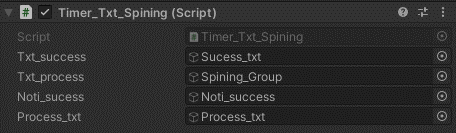 # Timer_Txt_Spining (Script)
Script Timer_Txt_Spining
Txt_success Sucess_txt
Txt_process Spining_Group
Noti_sucess Noti_success
Process_txt Process_txt